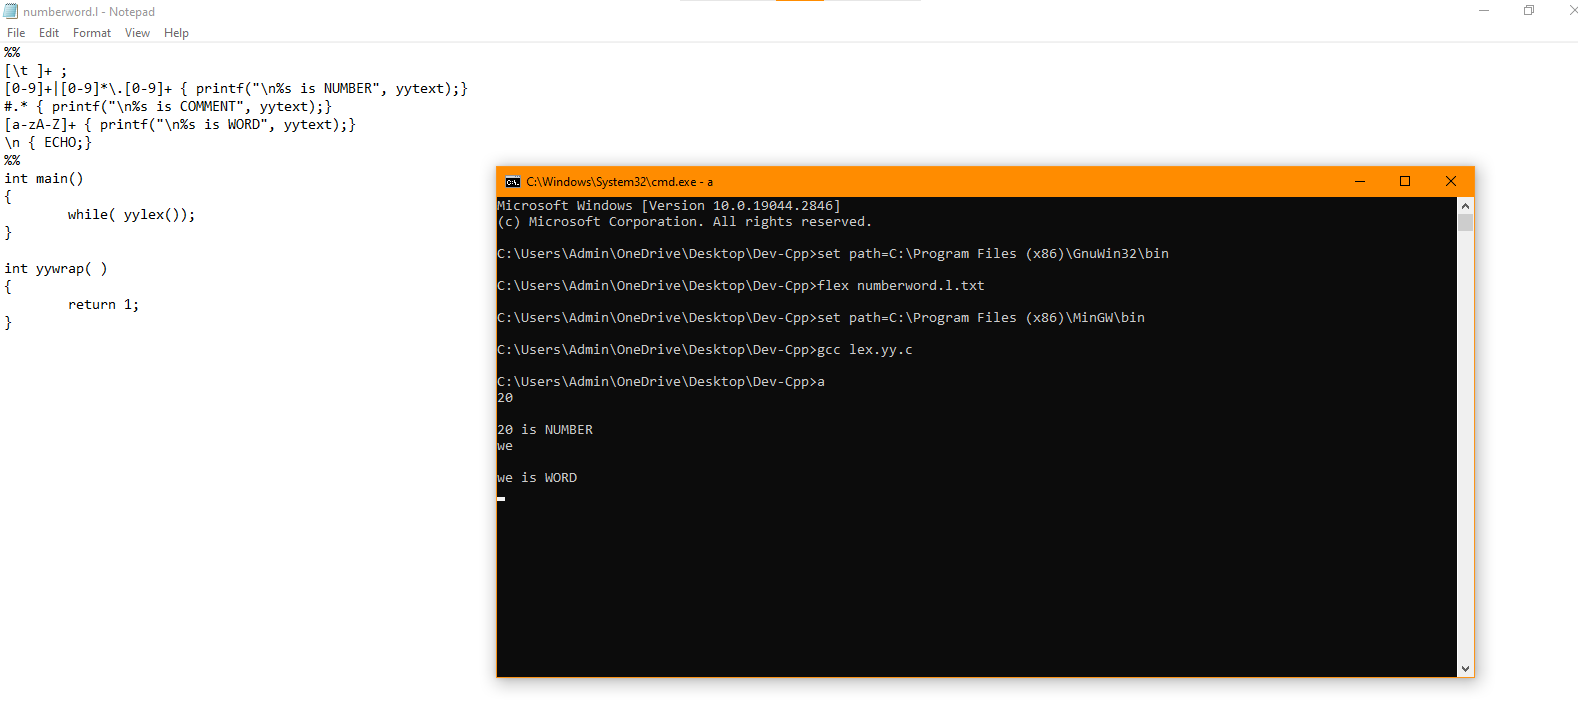 numberword.l - Notepad
File Edit Format View Help
%%
[\t ]+ ;
[0-9]+|[0-9]*\.[0-9]+ { printf("\n%s is NUMBER", yytext);}
#.* { printf("\n%s is COMMENT", yytext);}
[a-zA-Z]+ { printf("\n%s is WORD", yytext);}
\n { ECHO;}
%%
int main()
{
        while( yylex());
}
int yywrap( )
{
        return 1;
}
C:\Windows\System32\cmd.exe - a
Microsoft Windows [Version 10.0.19044.2846]
(c) Microsoft Corporation. All rights reserved.
C:\Users\Admin\OneDrive\Desktop\Dev-Cpp>set path=C:\Program Files (x86)\GnuWin32\bin
C:\Users\Admin\OneDrive\Desktop\Dev-Cpp>flex numberword.l.txt
C:\Users\Admin\OneDrive\Desktop\Dev-Cpp>set path=C:\Program Files (x86)\MinGW\bin
C:\Users\Admin\OneDrive\Desktop\Dev-Cpp>gcc lex.yy.c
C:\Users\Admin\OneDrive\Desktop\Dev-Cpp>a
20
20 is NUMBER
we
we is WORD